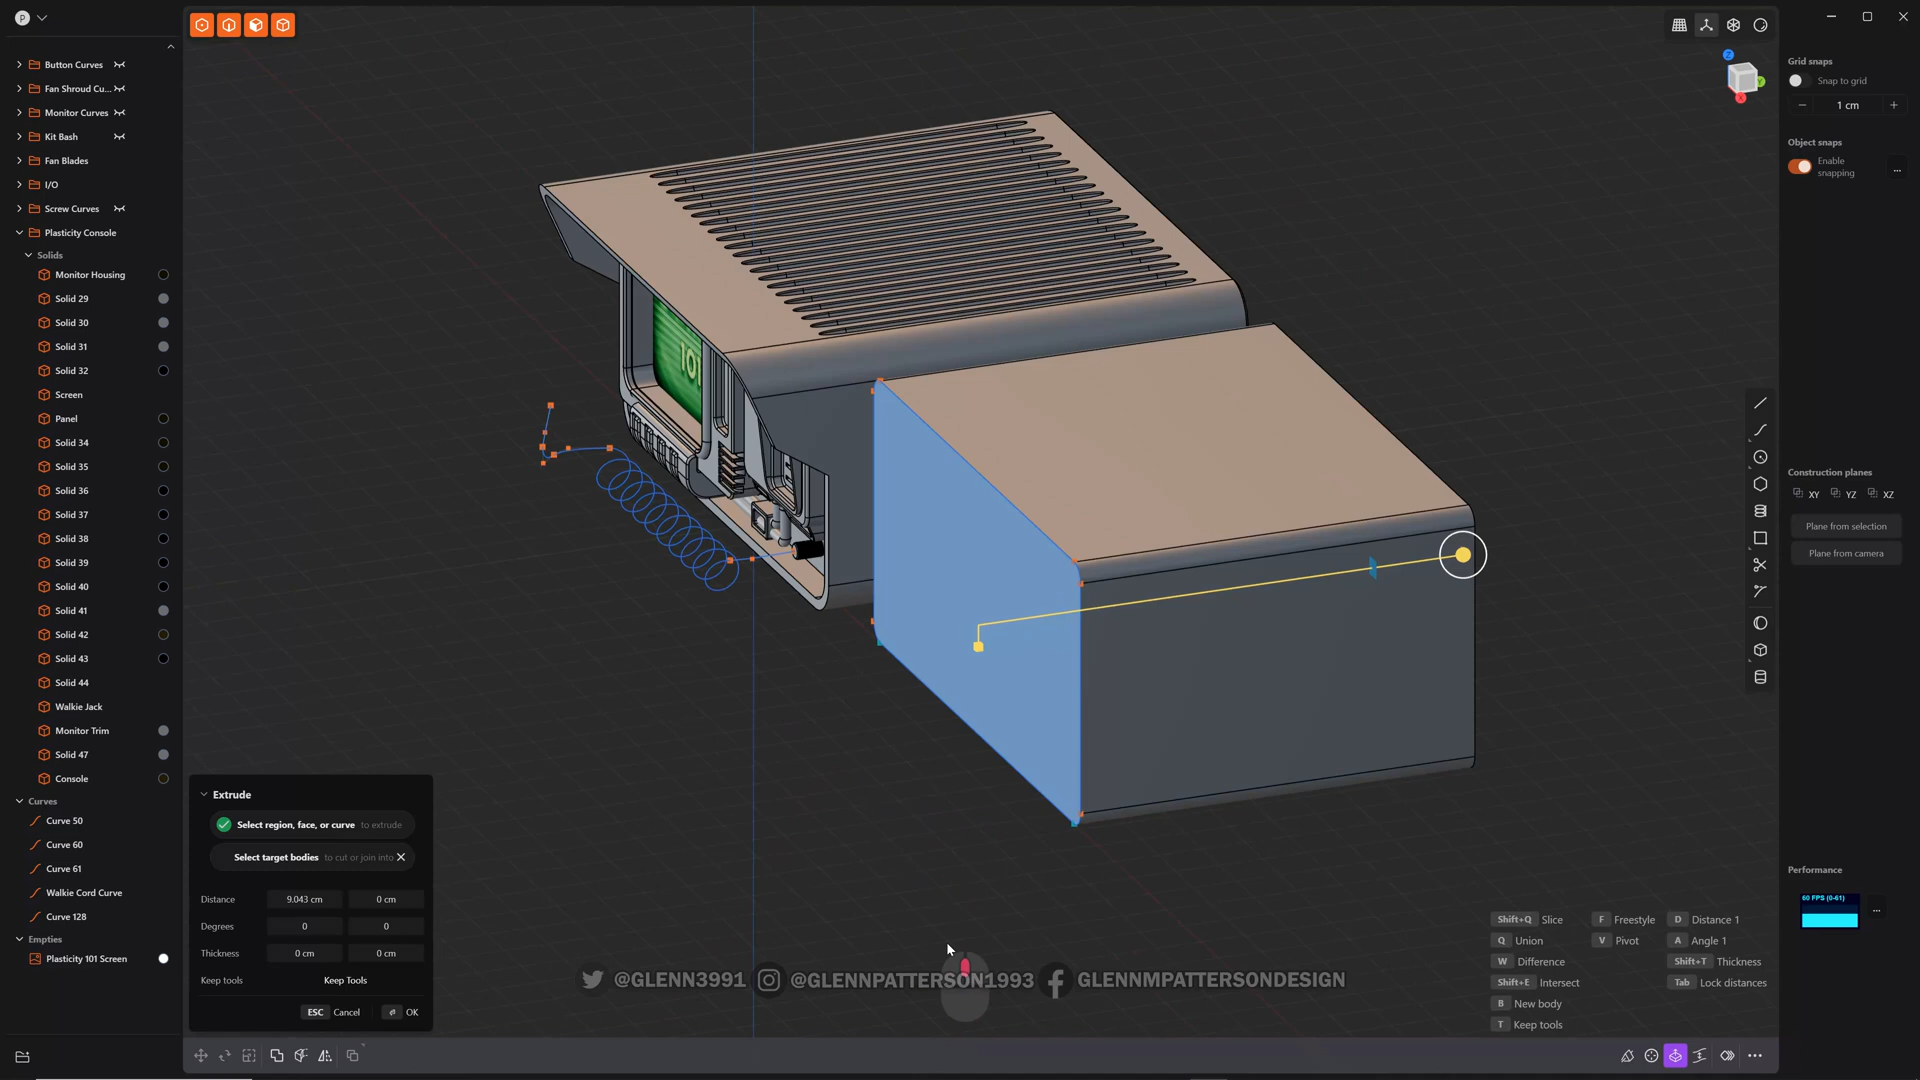 P
Button Curves
Fan Shroud Cu...
Monitor Curves
Kit Bash
Fan Blades
I/O
Screw Curves
Plasticity Console
Solids
Monitor Housing
Solid 29
Solid 30
Solid 31
Solid 32
Screen
Panel
Solid 34
Solid 35
Solid 36
Solid 37
Solid 38
Solid 39
Solid 40
Solid 41
Solid 42
Solid 43
Solid 44
Walkie Jack
Monitor Trim
Solid 47
Console
Curves
Curve 50
Curve 60
Curve 61
Walkie Cord Curve
Curve 128
Empties
Plasticity 101 Screen
101
Extrude
Select region, face, or curve to extrude
Select target bodies to cut or join into
Distance 9.043 cm 0 cm
Degrees 0 0
Thickness 0 cm 0 cm
Keep tools Keep Tools
ESC Cancel OK
@GLENN3991 @GLENNPATTERSON1993 GLENNMPATTERSONDESIGN
Shift+Q Slice F Freestyle D Distance 1
Q Union V Pivot A Angle 1
W Difference Shift+T Thickness
Shift+E Intersect Tab Lock distances
B New body
T Keep tools
Z
Y
X
Grid snaps
Snap to grid
1 cm
Object snaps
Enable
snapping
...
Construction planes
XY YZ XZ
Plane from selection
Plane from camera
Performance
60 FPS (0-61)
...